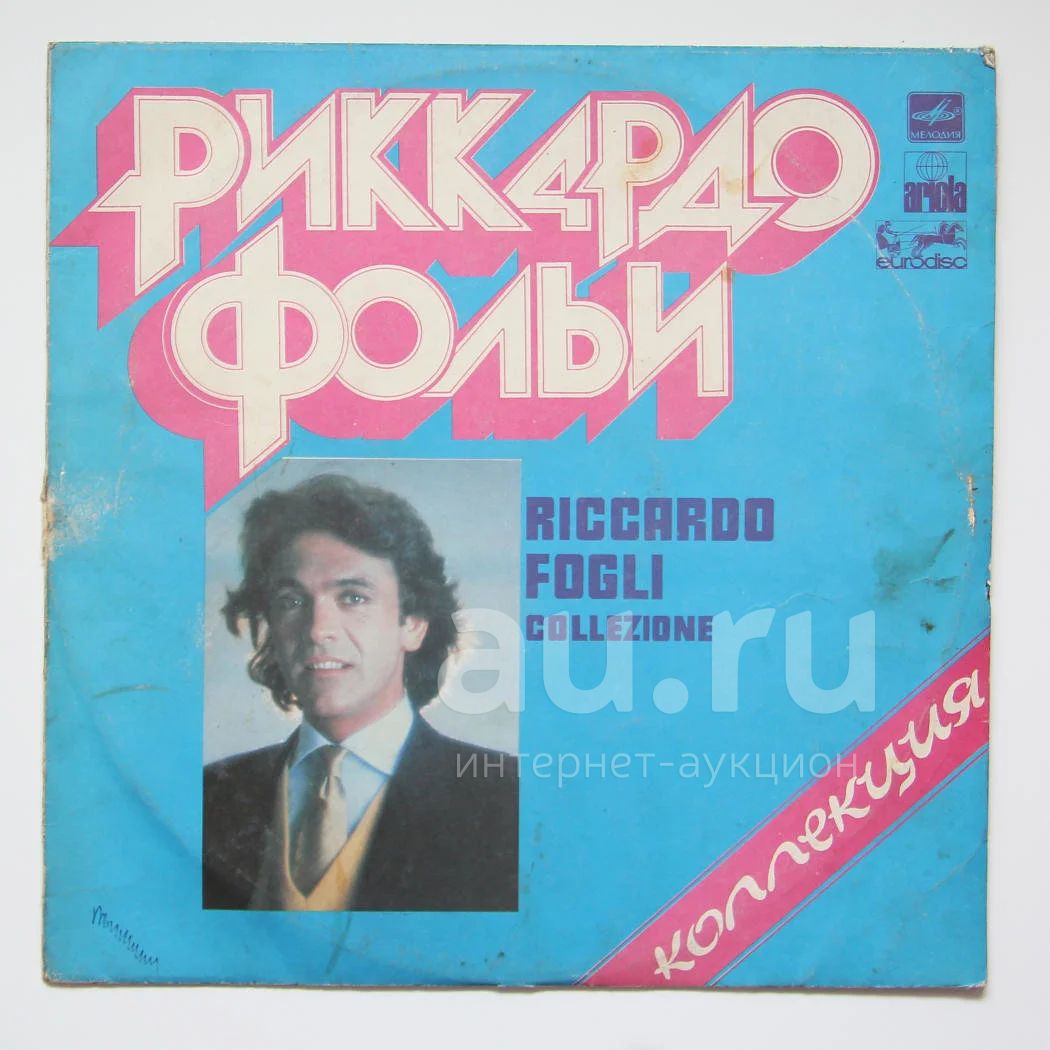 РИККАРДО
ФОЛЬИ
МЕЛОДИЯ
ariola
eurodisc
RICCARDO
FOGLI
COLLEZIONE
au.ru
интернет-аукцион
коллекция